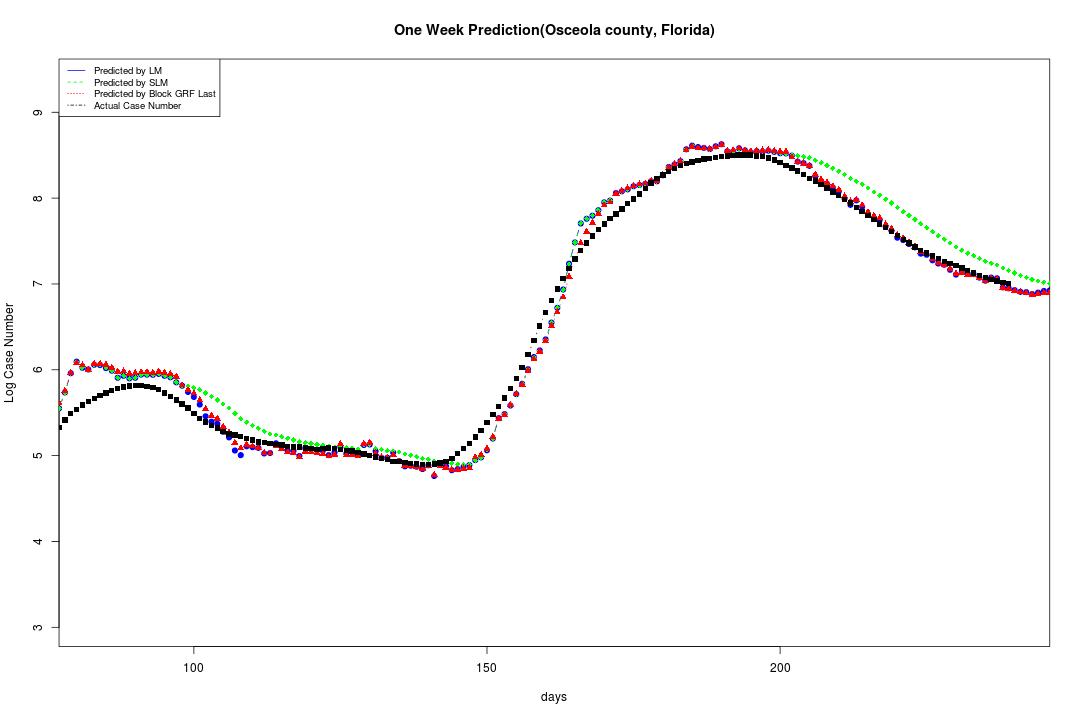 One Week Prediction(Osceola county, Florida)
Predicted by LM
Predicted by SLM
Predicted by Block GRF Last
Actual Case Number
9
8
7
6
5
4
3
Log Case Number
100
150
200
days